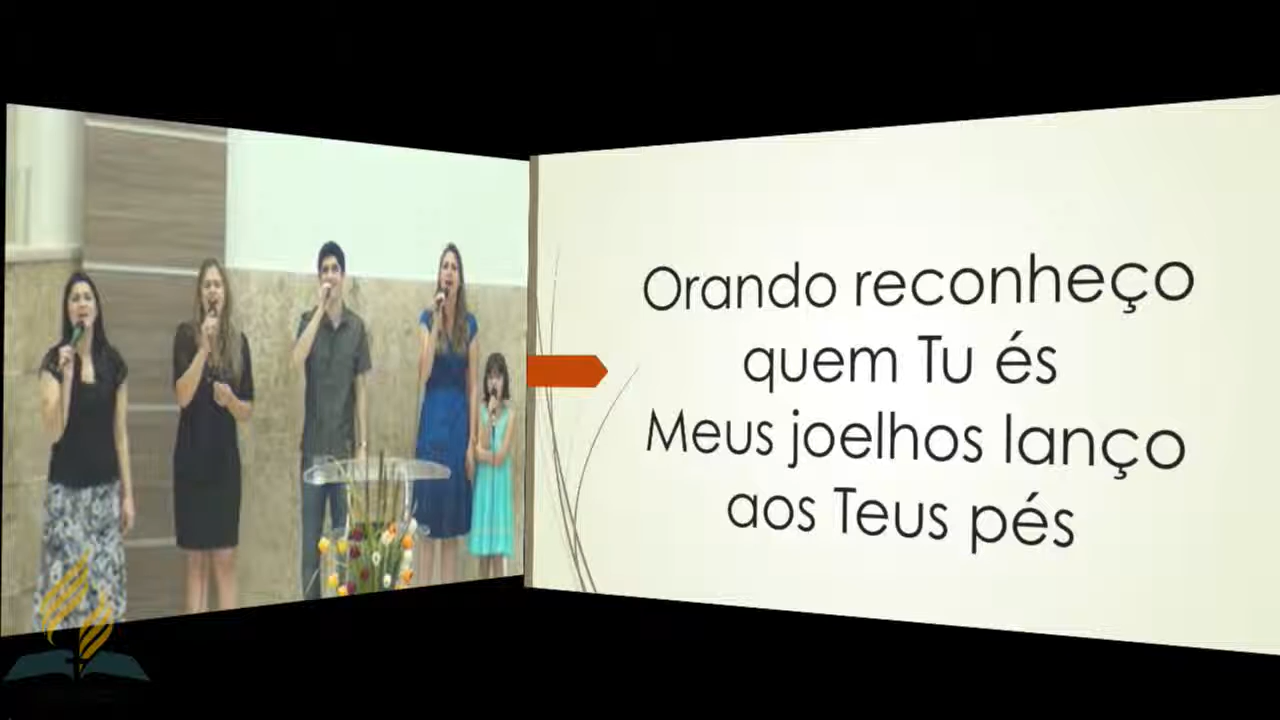 Orando reconheço
quem Tu és
Meus joelhos lanço
aos Teus pés